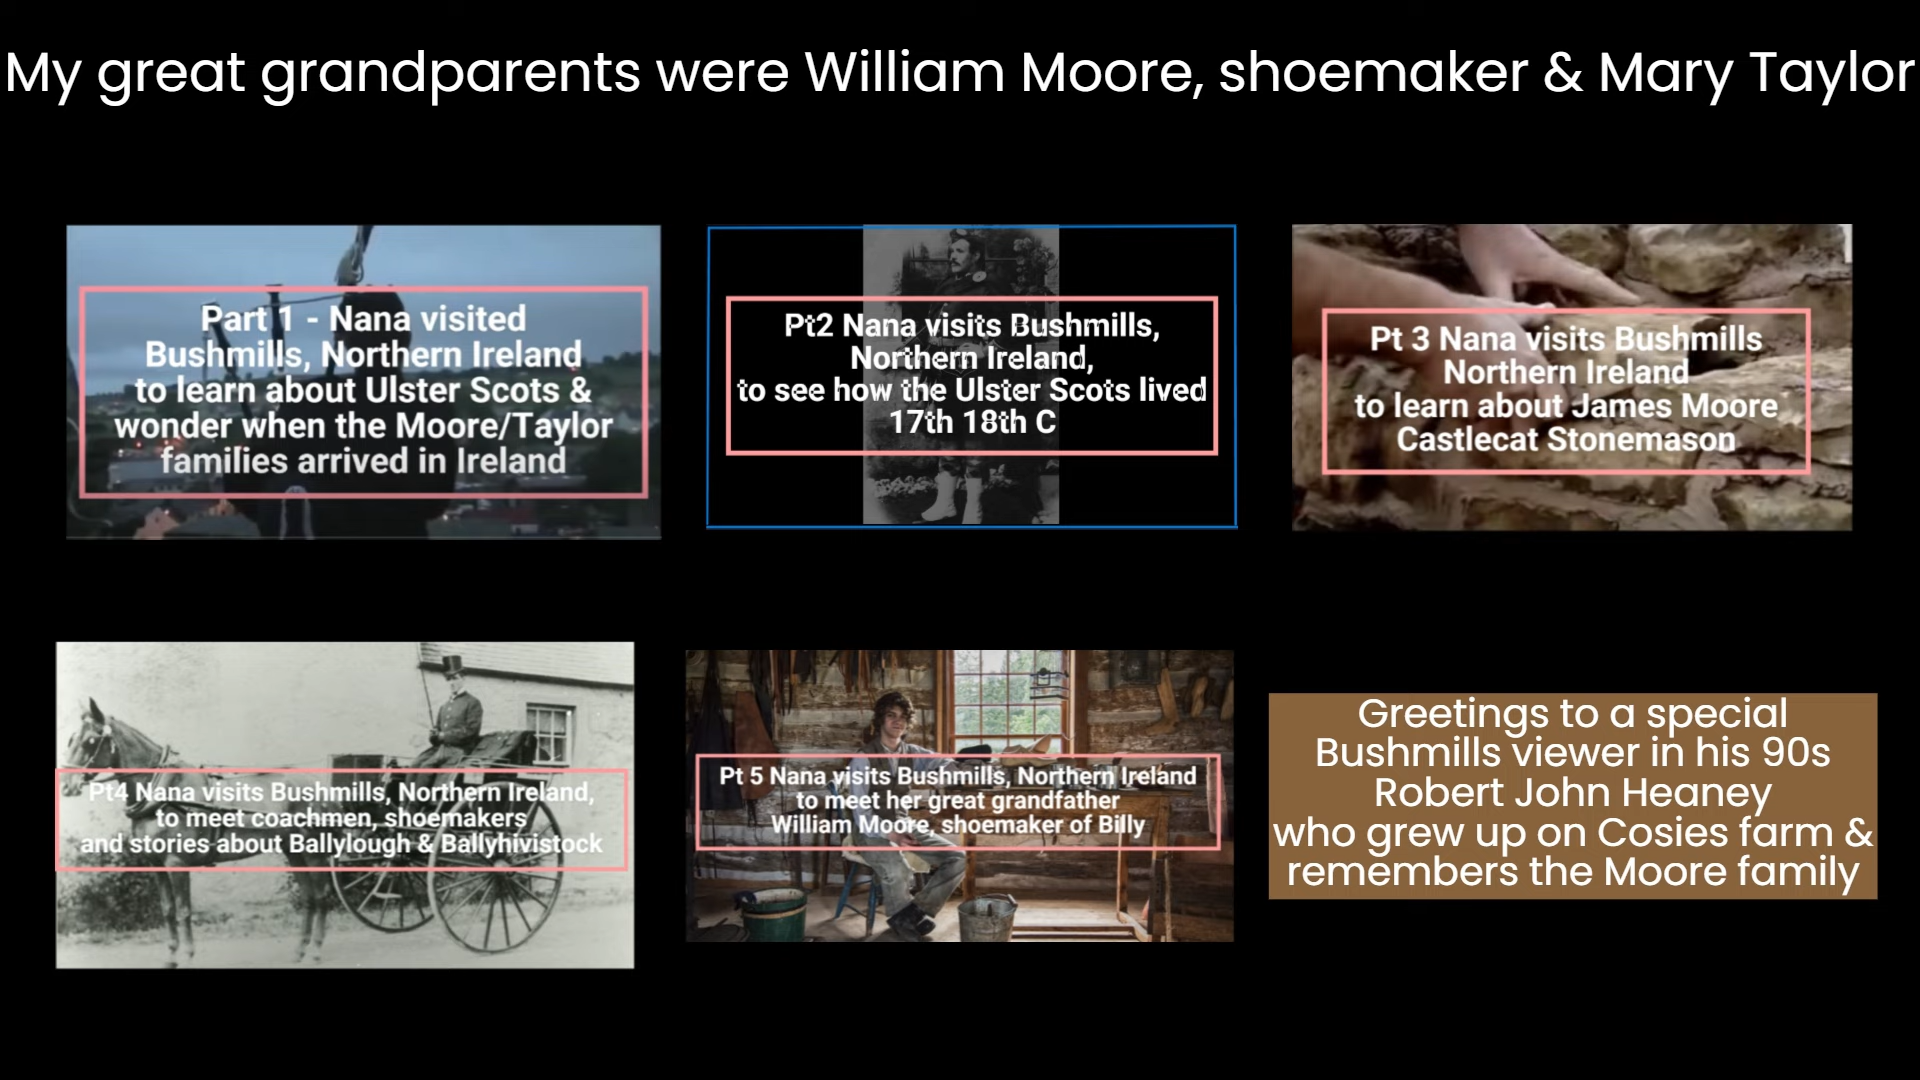 My great grandparents were William Moore, shoemaker & Mary Taylor
Part 1 - Nana visited
Bushmills, Northern Ireland
to learn about Ulster Scots &
wonder when the Moore/Taylor
families arrived in Ireland
Pt2 Nana visits Bushmills,
Northern Ireland,
to see how the Ulster Scots lived
17th 18th C
Pt 3 Nana visits Bushmills
Northern Ireland
to learn about James Moore
Castlecat Stonemason
Pt4 Nana visits Bushmills, Northern Ireland,
to meet coachmen, shoemakers
and stories about Ballylough & Ballyhivistock
Pt 5 Nana visits Bushmills, Northern Ireland
to meet her great grandfather
William Moore, shoemaker of Billy
Greetings to a special
Bushmills viewer in his 90s
Robert John Heaney
who grew up on Cosies farm &
remembers the Moore family